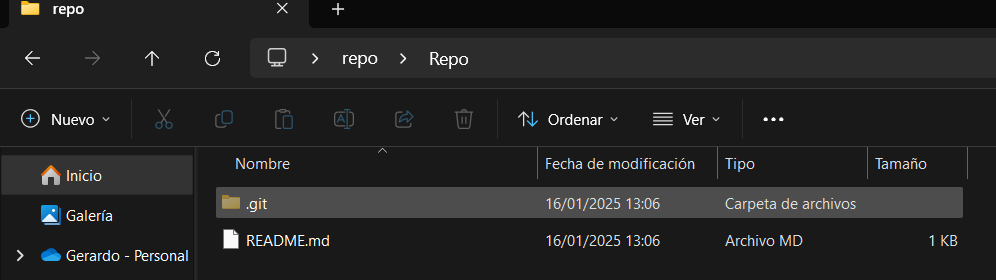 repo
repo Repo
Nuevo Ordenar Ver
Nombre Fecha de modificación Tipo Tamaño
Inicio
.git 16/01/2025 13:06 Carpeta de archivos
Galería
README.md 16/01/2025 13:06 Archivo MD 1 KB
Gerardo - Personal